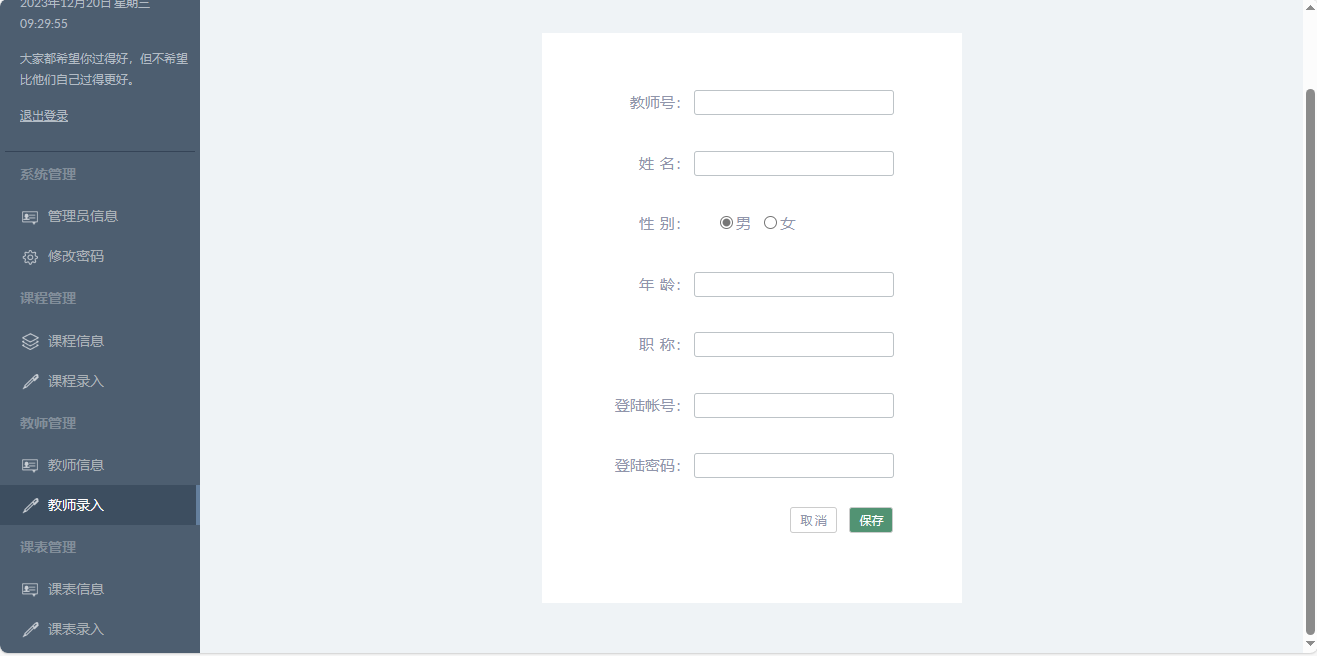 2023年12月20日 星期三
09:29:55
大家都希望你过得好，但不希望
比他们自己过得更好。
退出登录
系统管理
管理员信息
修改密码
课程管理
课程信息
课程录入
教师管理
教师信息
教师录入
课表管理
课表信息
课表录入
教师号：
姓 名：
性 别： 男 女
年 龄：
职 称：
登陆帐号：
登陆密码：
取消 保存